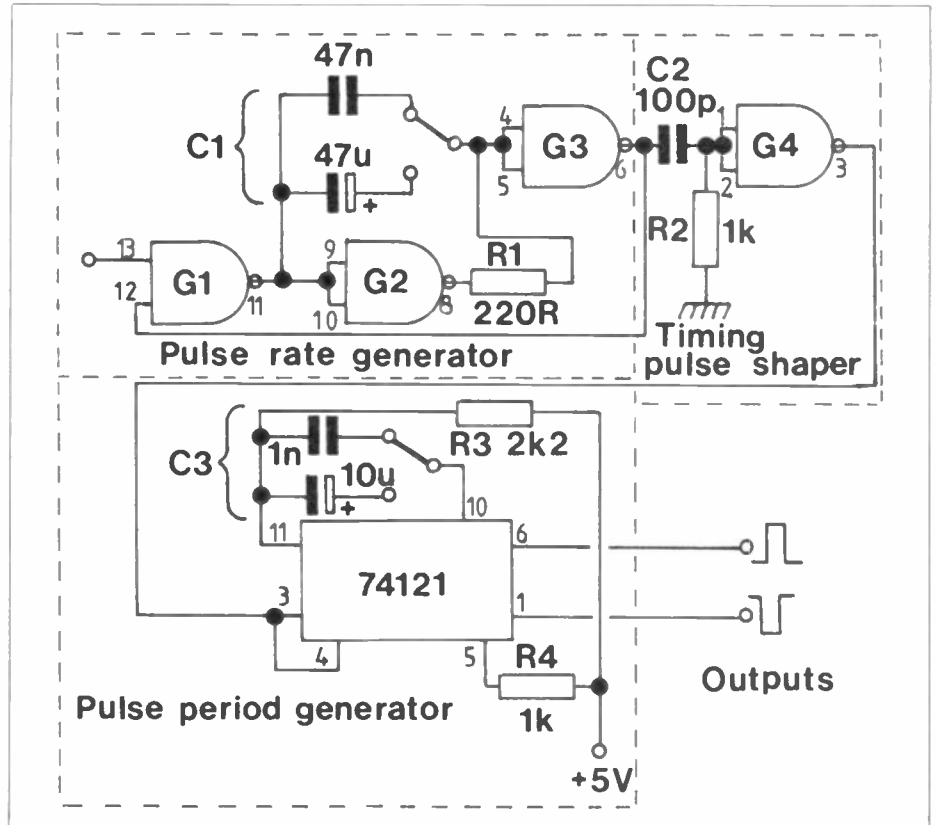 47n
C1
47u
+
4
5
G3
6
C2
100p
1
2
G4
3
R2
1k
13
12
G1
11
9
10
G2
8
R1
220R
Pulse rate generator
Timing
pulse shaper
C3
1n
10u
+
R3 2k2
10
11
6
74121
3
1
4
5
R4
1k
Outputs
Pulse period generator
+5V